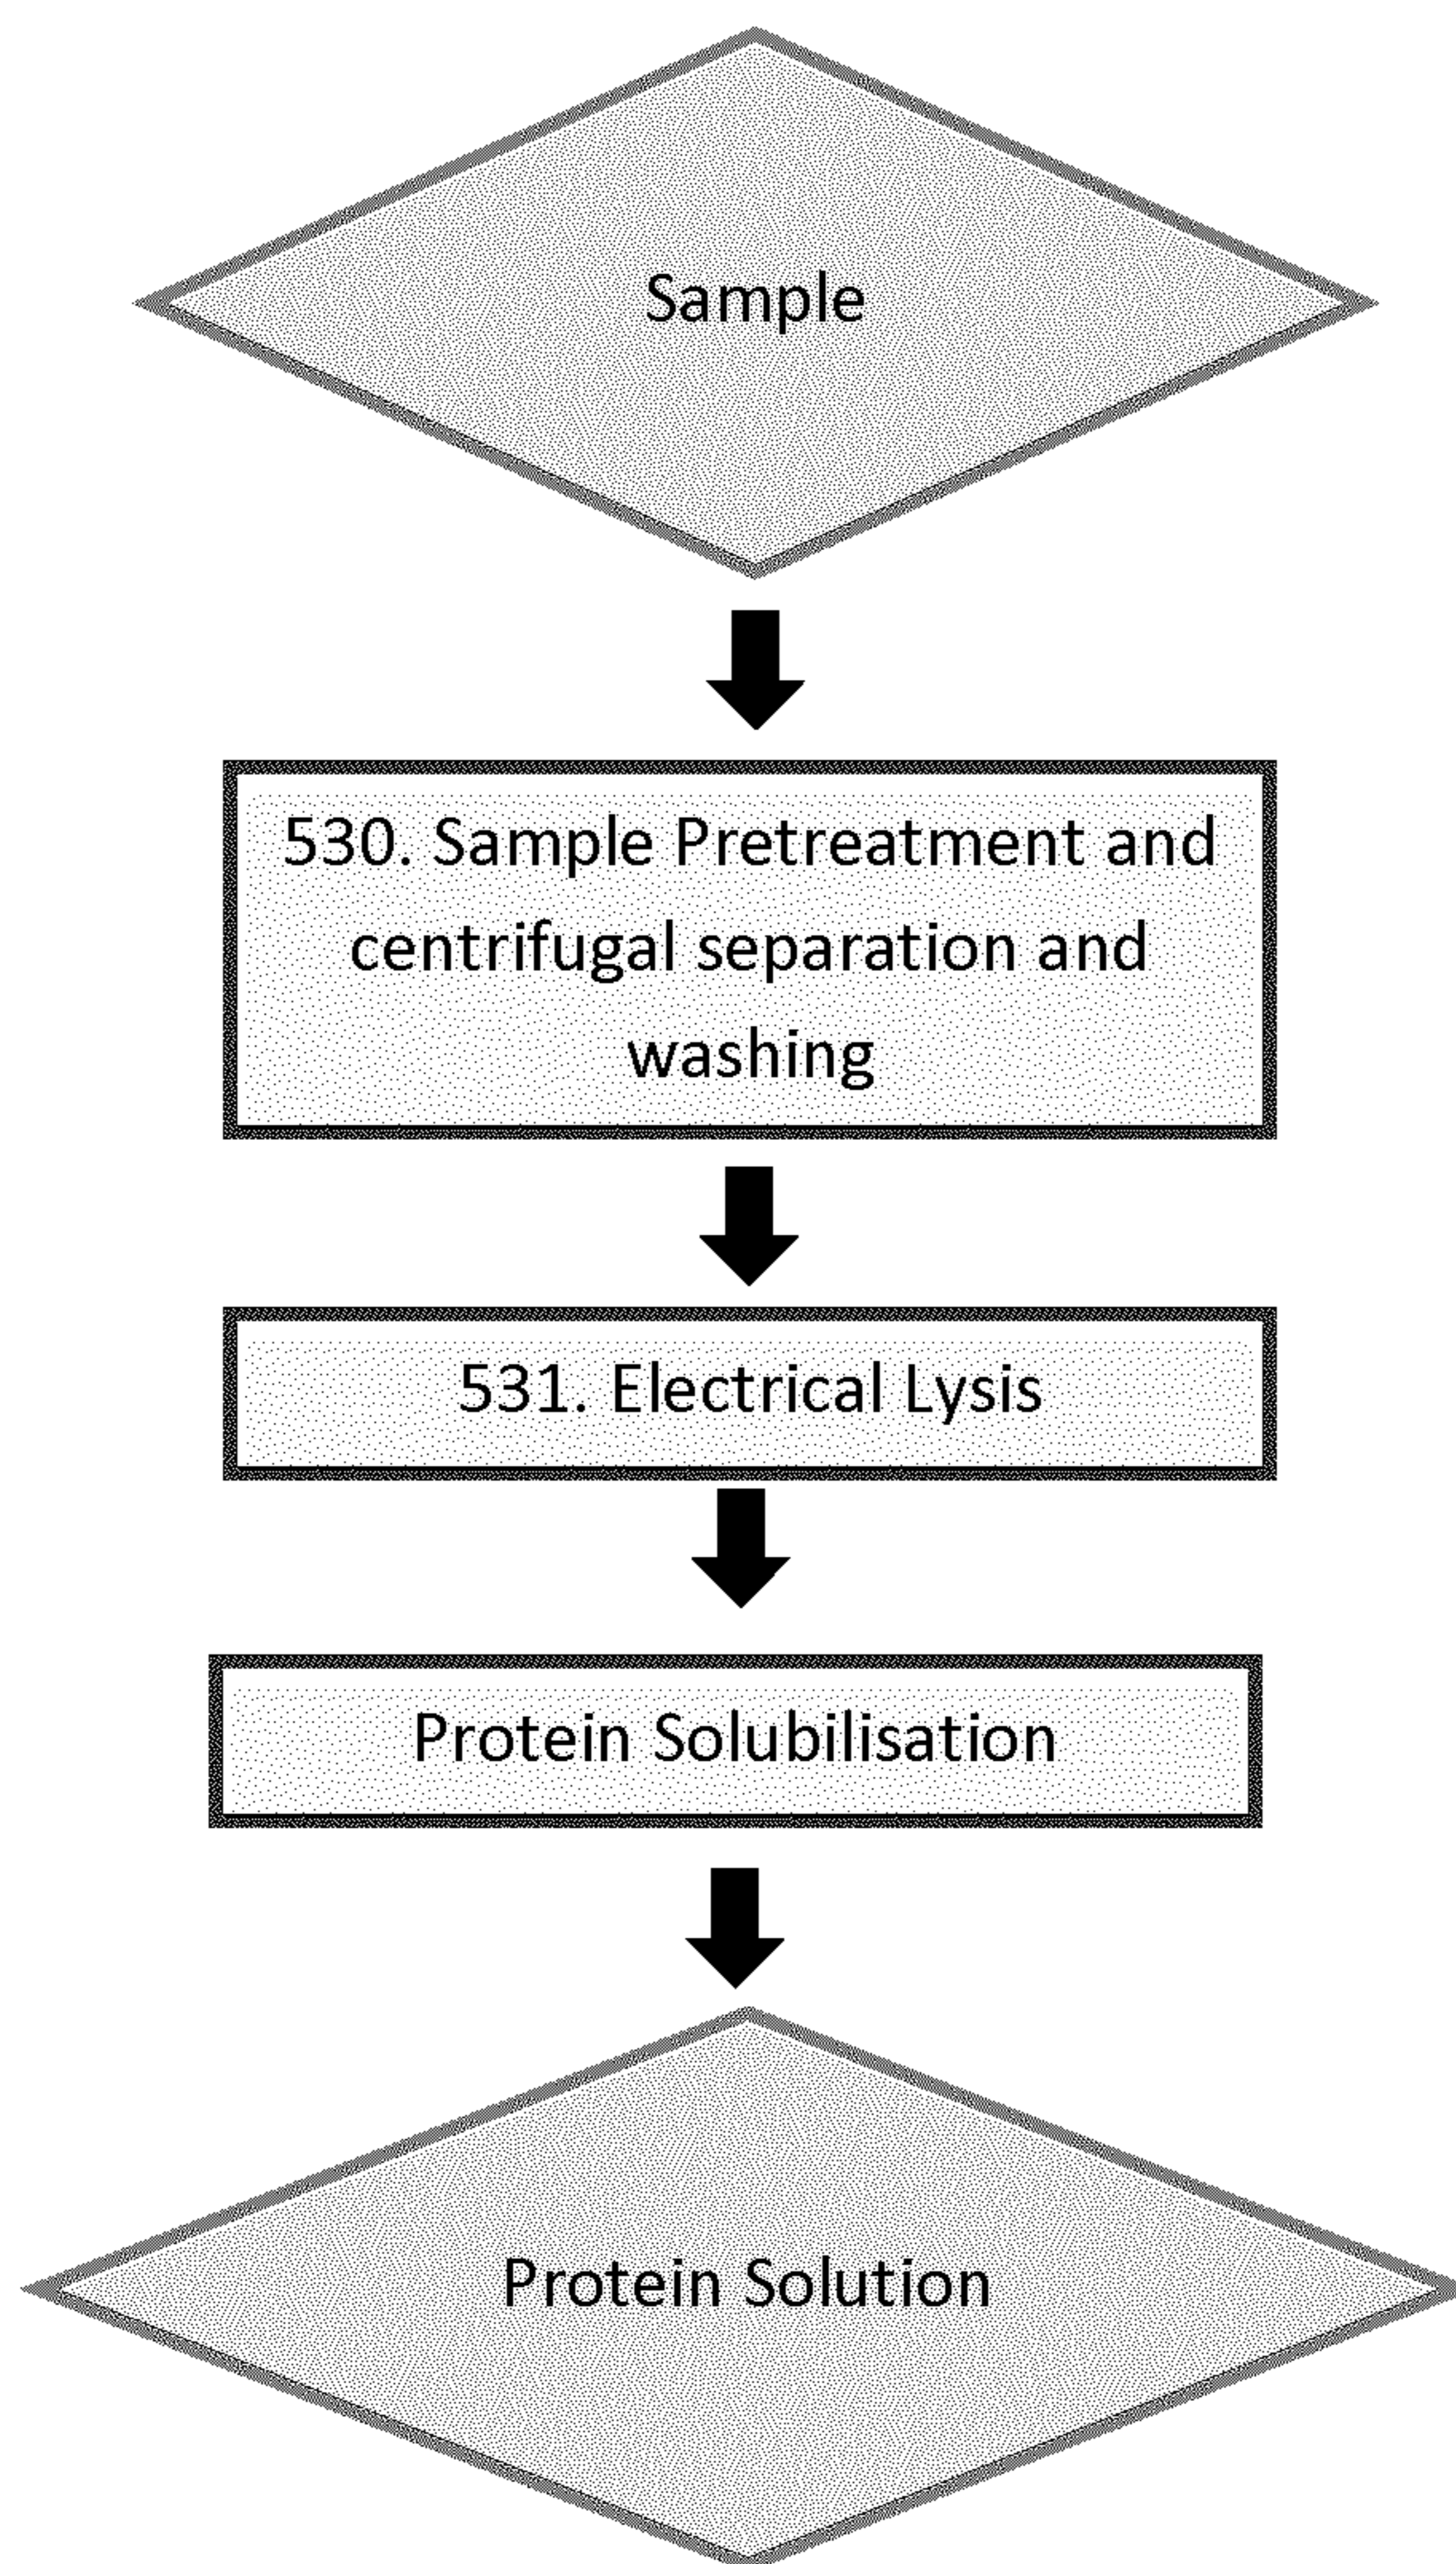 Sample
530. Sample Pretreatment and
centrifugal separation and
washing
531. Electrical Lysis
Protein Solubilisation
Protein Solution